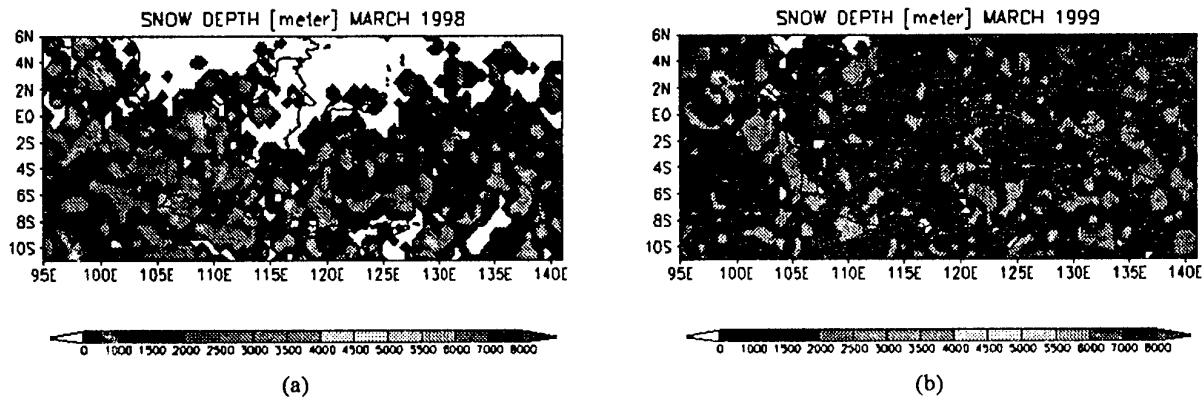 SNOW DEPTH [meter] MARCH 1998
6N
4N
2N
EQ
2S
4S
6S
8S
10S
95E 100E 105E 110E 115E 120E 125E 130E 135E 140E
0 1000 1500 2000 2500 3000 3500 4000 4500 5000 5500 6000 7000 8000
(a)
SNOW DEPTH [meter] MARCH 1999
6N
4N
2N
EQ
2S
4S
6S
8S
10S
95E 100E 105E 110E 115E 120E 125E 130E 135E 140E
0 1000 1500 2000 2500 3000 3500 4000 4500 5000 5500 6000 7000 8000
(b)